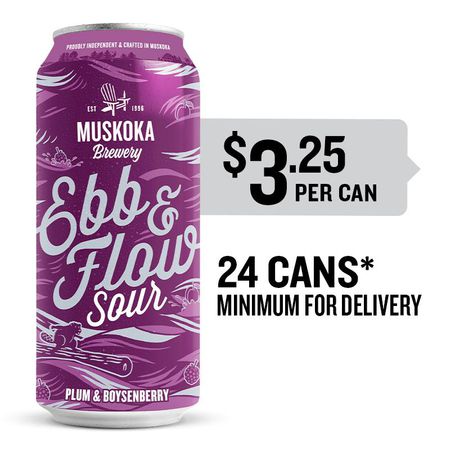 PROUDLY INDEPENDENT & CRAFTED IN MUSKOKA
EST 1996
MUSKOKA
Brewery
Ebb &
Flow
Sour
PLUM & BOYSENBERRY
$3.25
PER CAN
24 CANS*
MINIMUM FOR DELIVERY